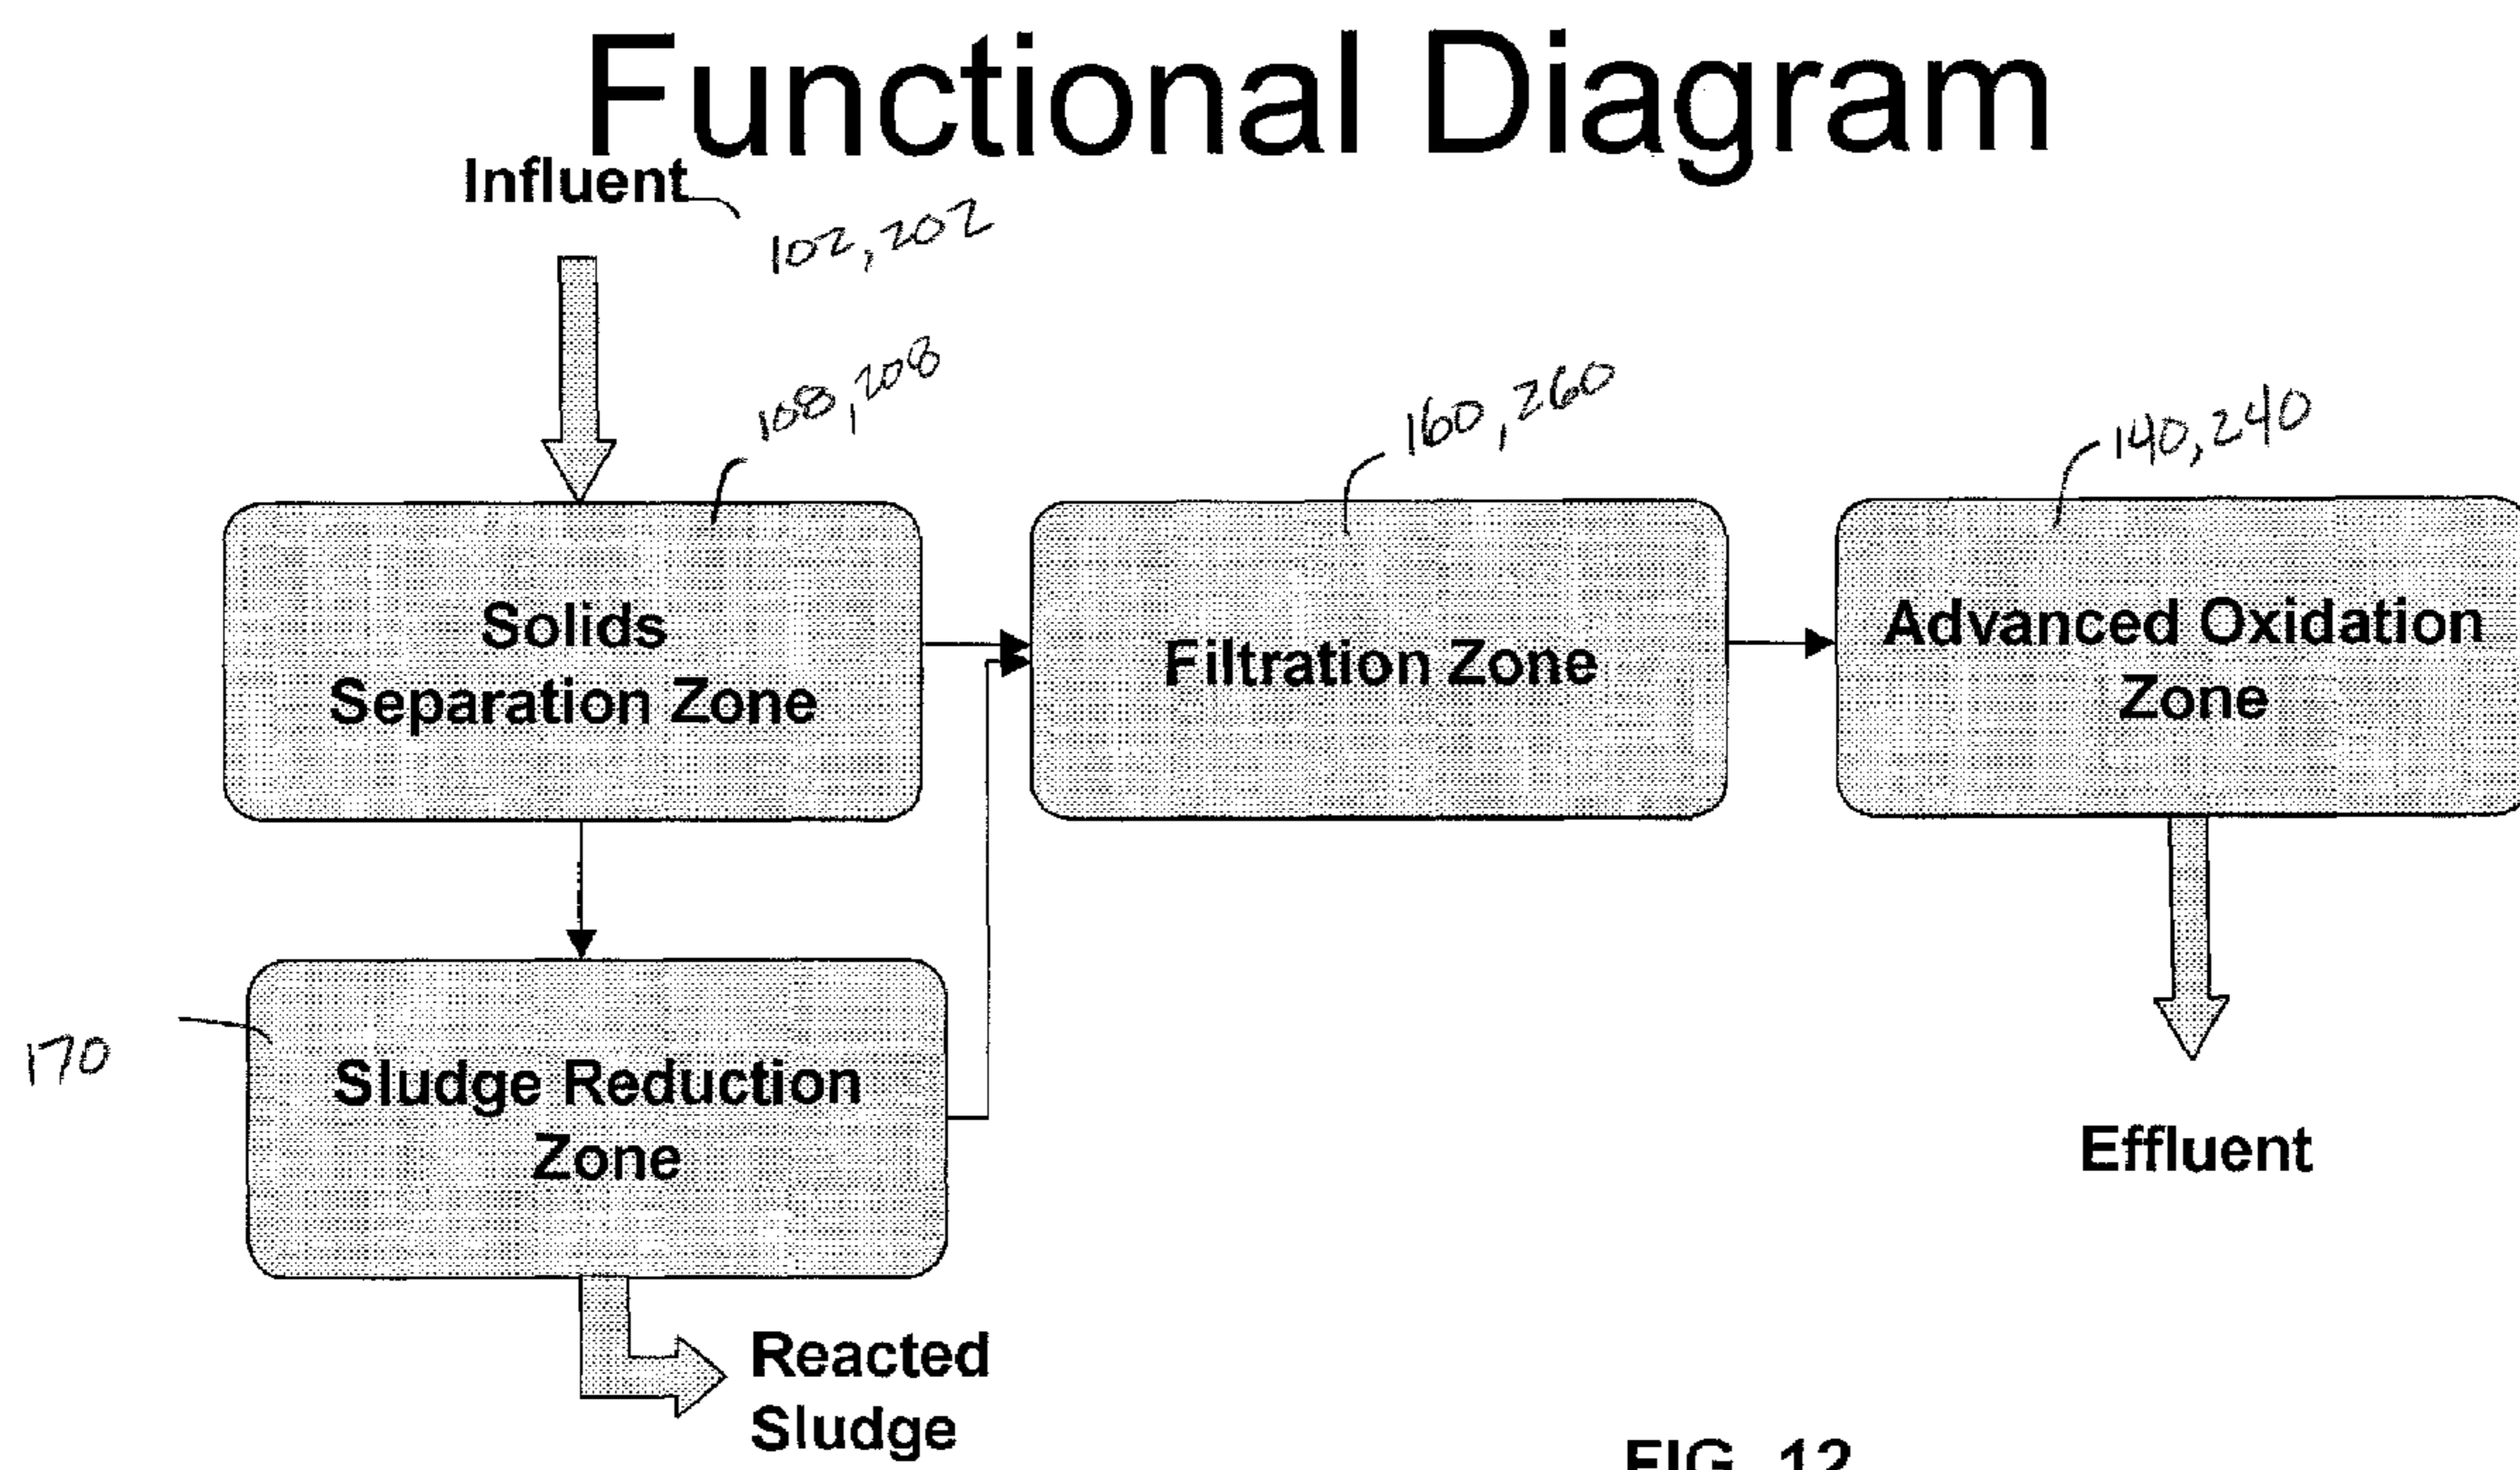 Functional Diagram
Influent
102, 202
108, 208
160, 260
140, 240
Solids
Separation Zone
Filtration Zone
Advanced Oxidation
Zone
170
Sludge Reduction
Zone
Effluent
Reacted
Sludge
FIG. 12